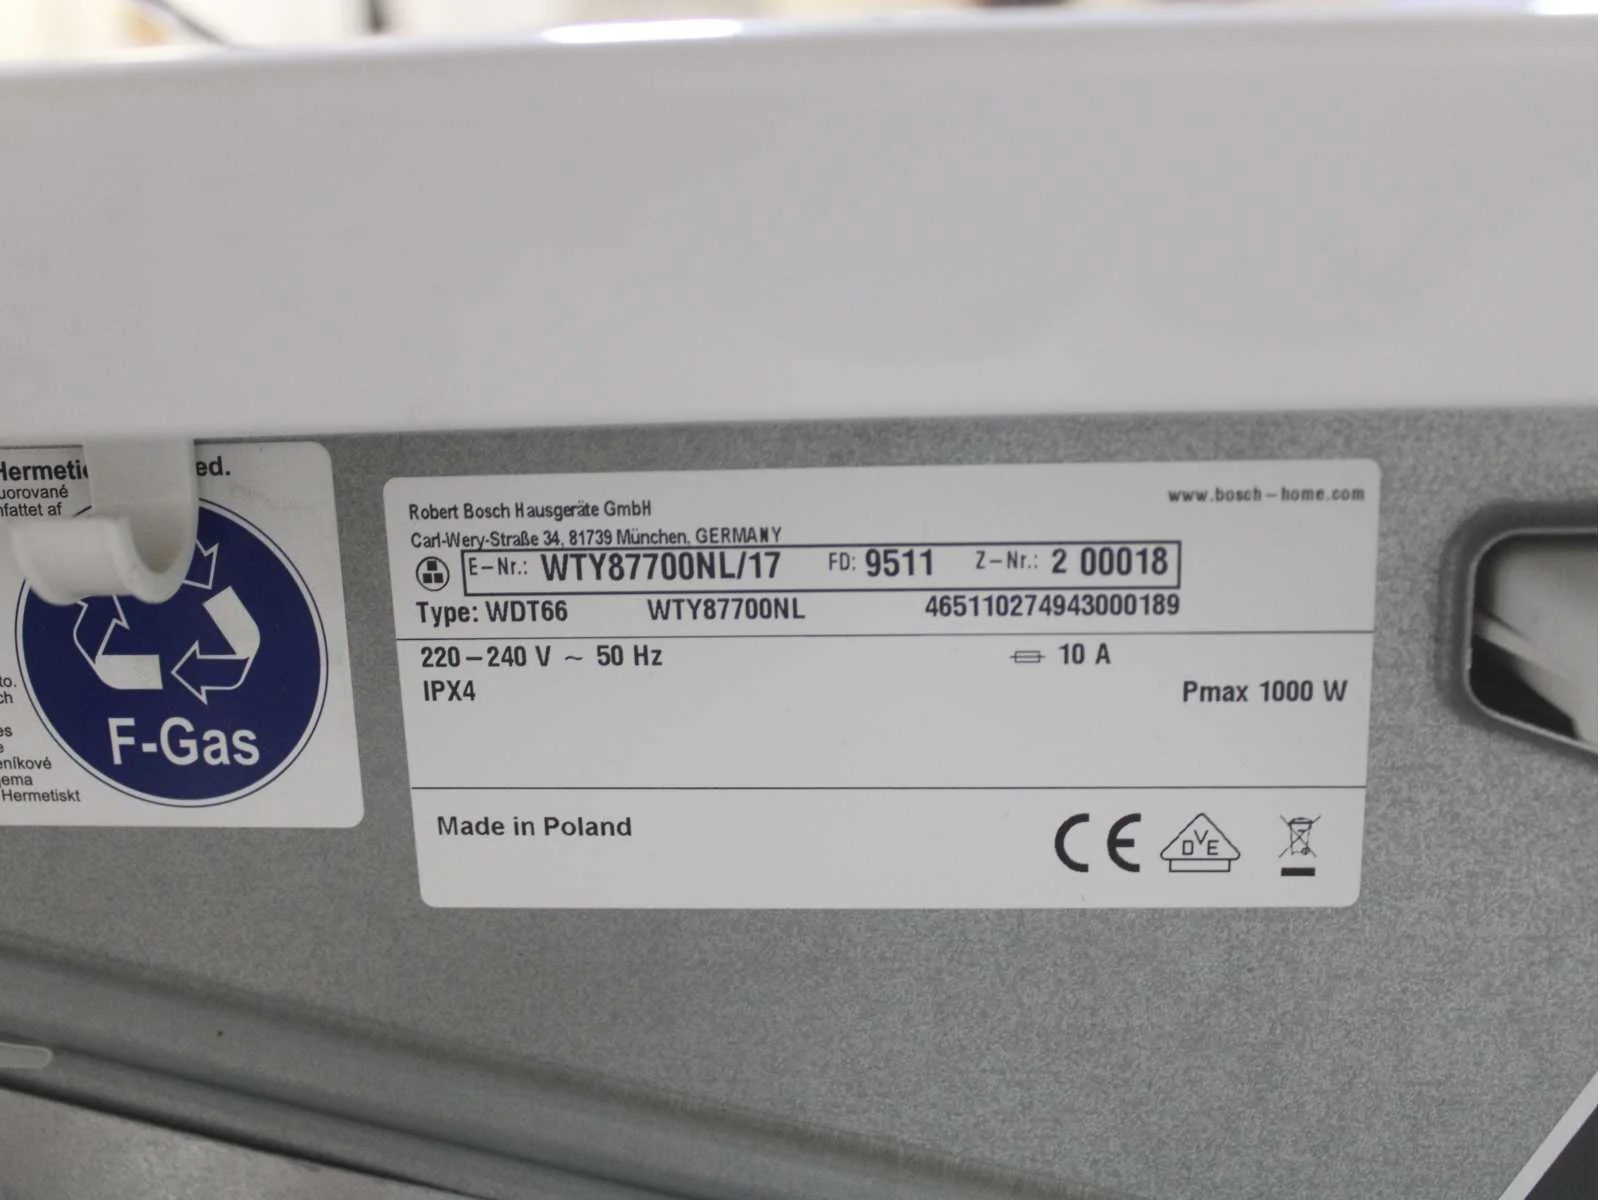 Hermeti ed.
uorované
nfattet af
to.
ch
es
e
eníkové
ema
Hermetiskt
F-Gas
Robert Bosch Hausgeräte GmbH
www.bosch-home.com
Carl-Wery-Straße 34, 81739 München, GERMANY
E-Nr.: WTY87700NL/17 FD: 9511 Z-Nr.: 2 00018
Type: WDT66 WTY87700NL 465110274943000189
220-240 V ~ 50 Hz 10 A
IPX4 Pmax 1000 W
Made in Poland
CE DVE